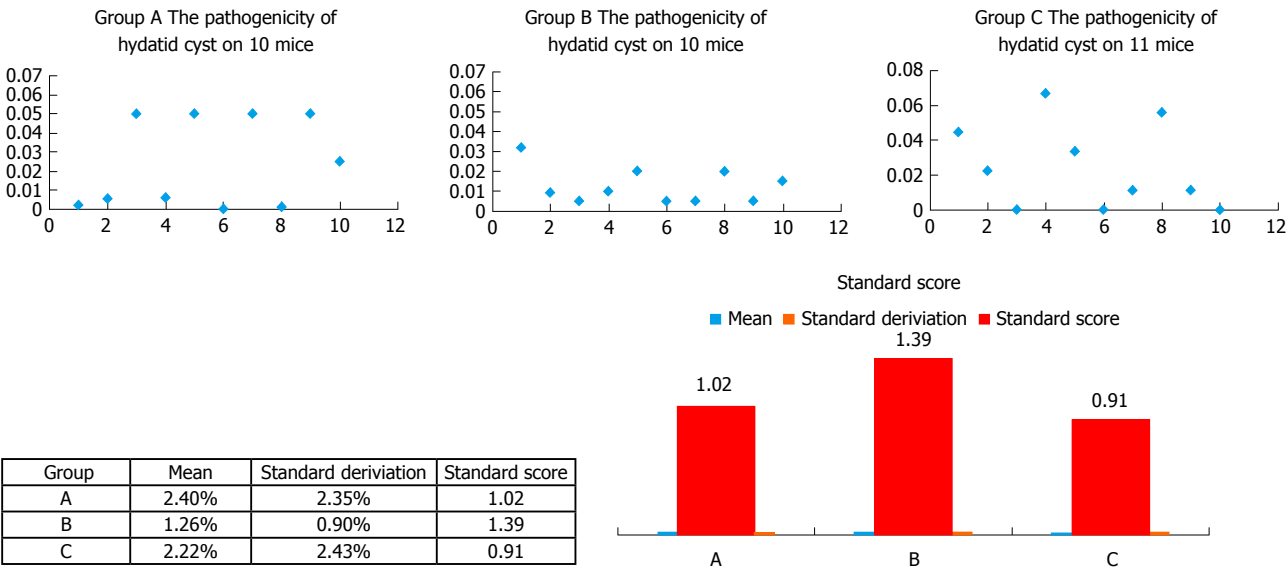 Group A The pathogenicity of
hydatid cyst on 10 mice
0.07
0.06
0.05
0.04
0.03
0.02
0.01
0
0 2 4 6 8 10 12
Group B The pathogenicity of
hydatid cyst on 10 mice
0.07
0.06
0.05
0.04
0.03
0.02
0.01
0
0 2 4 6 8 10 12
Group C The pathogenicity of
hydatid cyst on 11 mice
0.08
0.06
0.04
0.02
0
0 2 4 6 8 10 12
Group Mean Standard deriviation Standard score
A 2.40% 2.35% 1.02
B 1.26% 0.90% 1.39
C 2.22% 2.43% 0.91
Standard score
Mean Standard deriviation Standard score
1.02
1.39
0.91
A B C